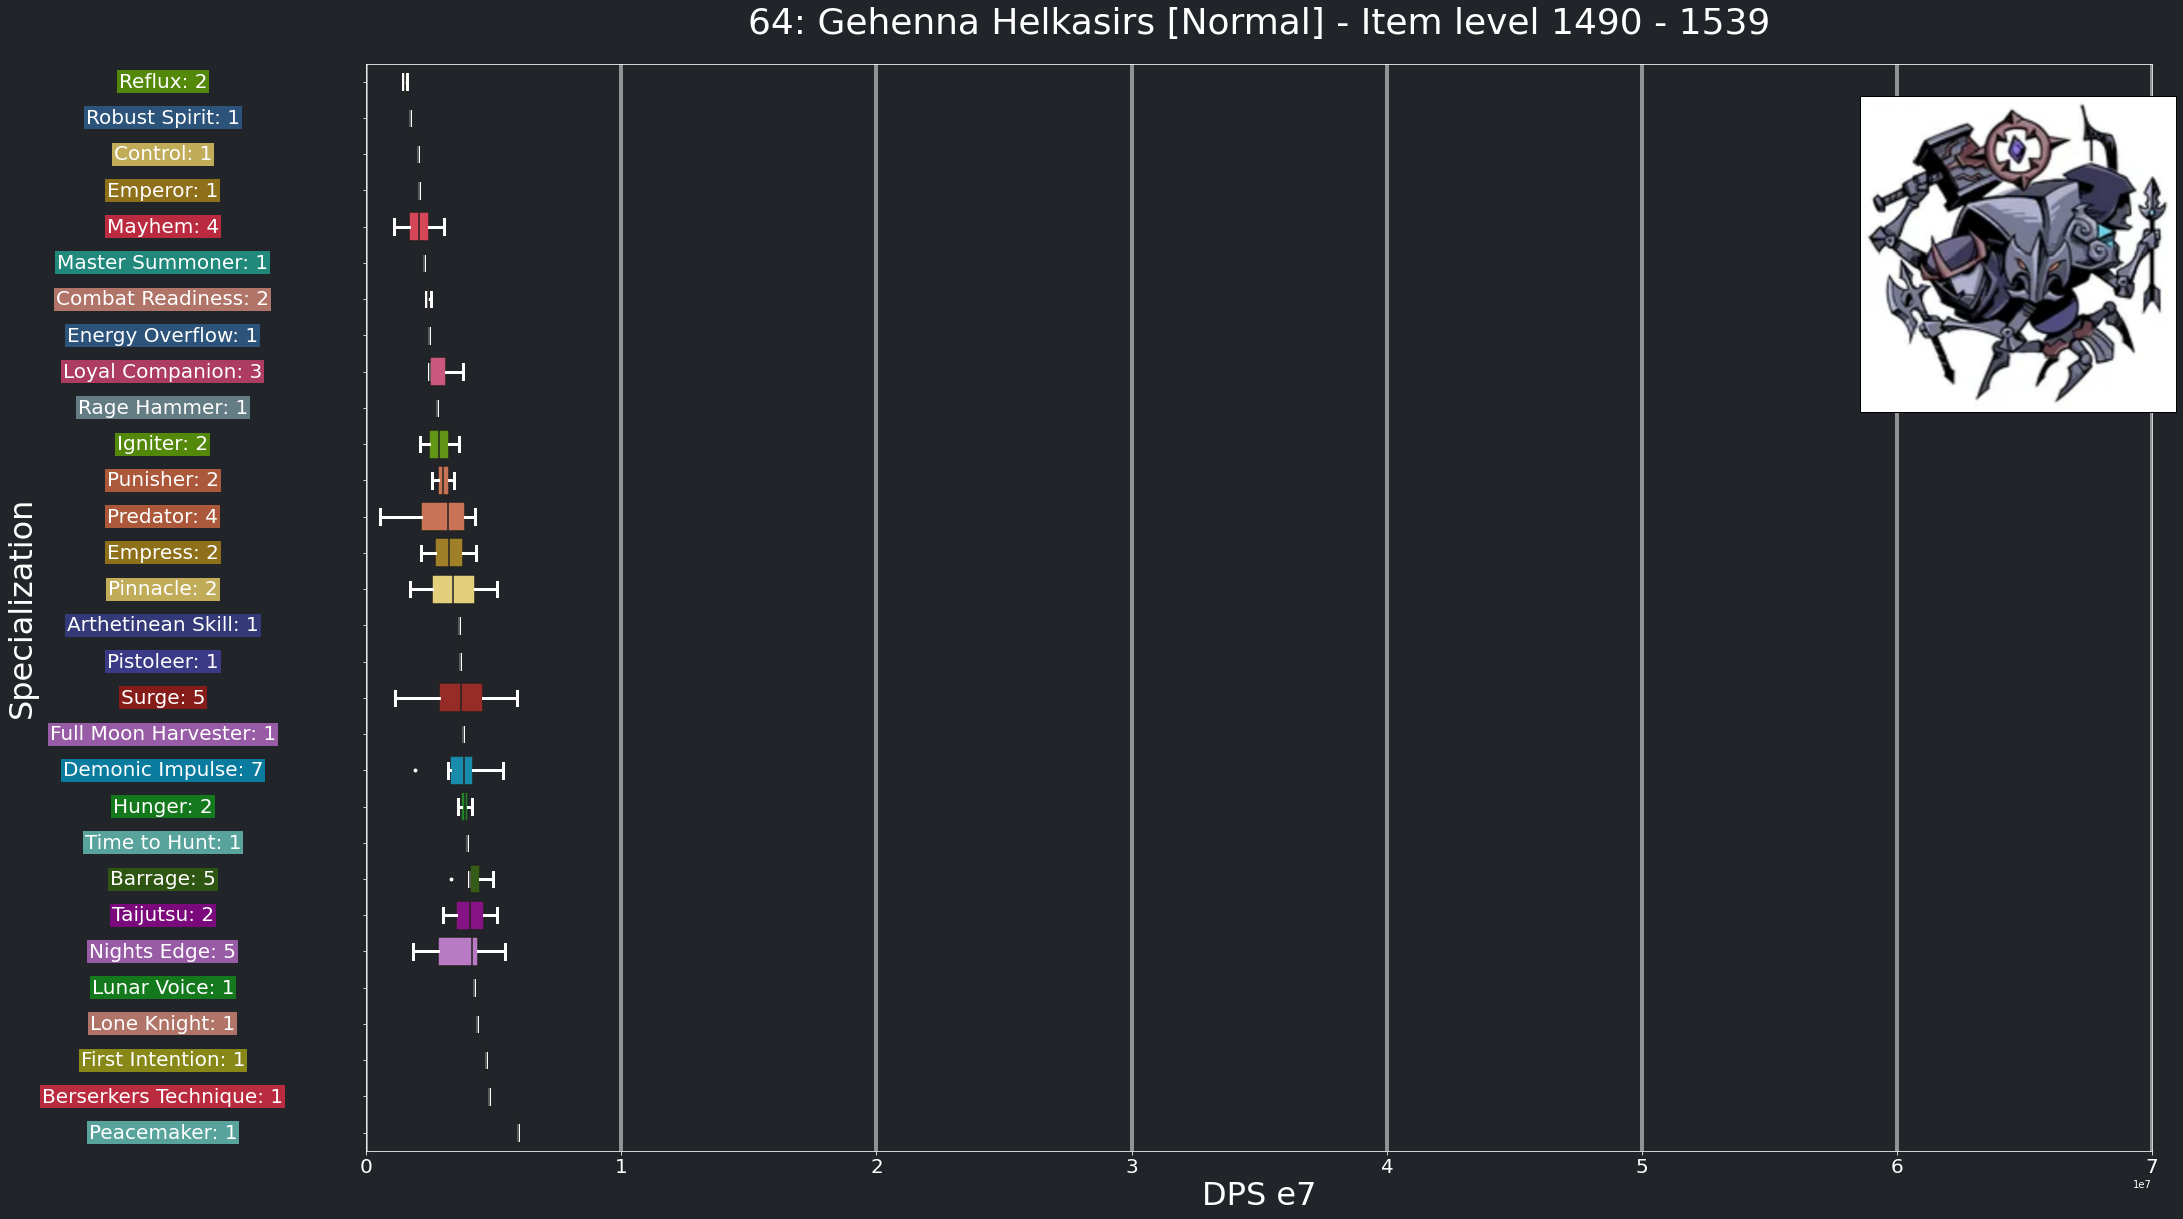 64: Gehenna Helkasirs [Normal] - Item level 1490 - 1539
Specialization
Reflux: 2
Robust Spirit: 1
Control: 1
Emperor: 1
Mayhem: 4
Master Summoner: 1
Combat Readiness: 2
Energy Overflow: 1
Loyal Companion: 3
Rage Hammer: 1
Igniter: 2
Punisher: 2
Predator: 4
Empress: 2
Pinnacle: 2
Arthetinean Skill: 1
Pistoleer: 1
Surge: 5
Full Moon Harvester: 1
Demonic Impulse: 7
Hunger: 2
Time to Hunt: 1
Barrage: 5
Taijutsu: 2
Nights Edge: 5
Lunar Voice: 1
Lone Knight: 1
First Intention: 1
Berserkers Technique: 1
Peacemaker: 1
0 1 2 3 4 5 6 7
1e7
DPS e7